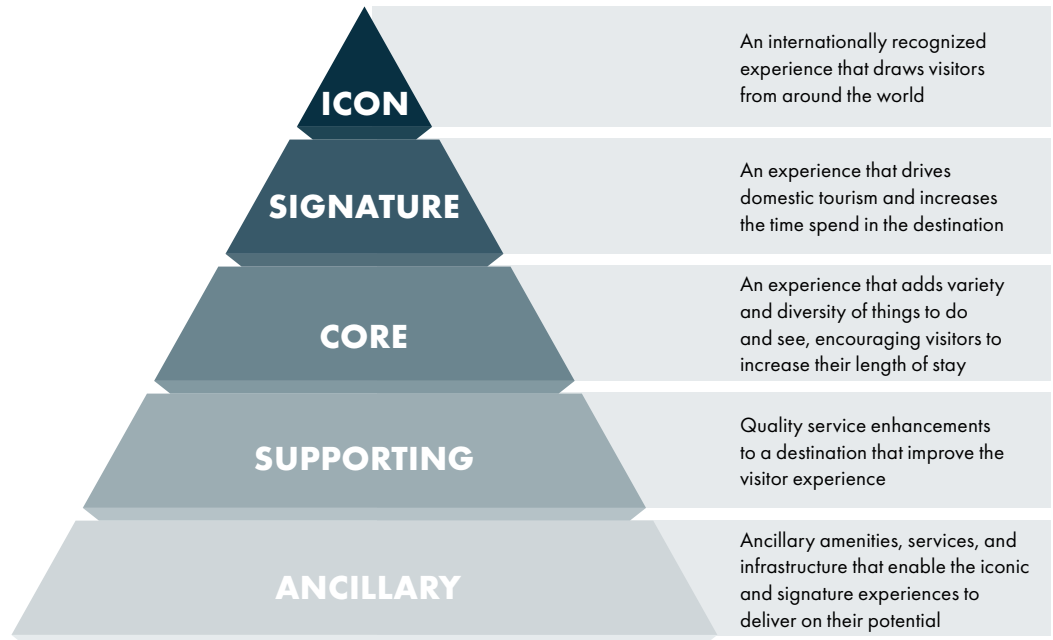 ICON
An internationally recognized
experience that draws visitors
from around the world
SIGNATURE
An experience that drives
domestic tourism and increases
the time spend in the destination
CORE
An experience that adds variety
and diversity of things to do
and see, encouraging visitors to
increase their length of stay
SUPPORTING
Quality service enhancements
to a destination that improve the
visitor experience
ANCILLARY
Ancillary amenities, services, and
infrastructure that enable the iconic
and signature experiences to
deliver on their potential